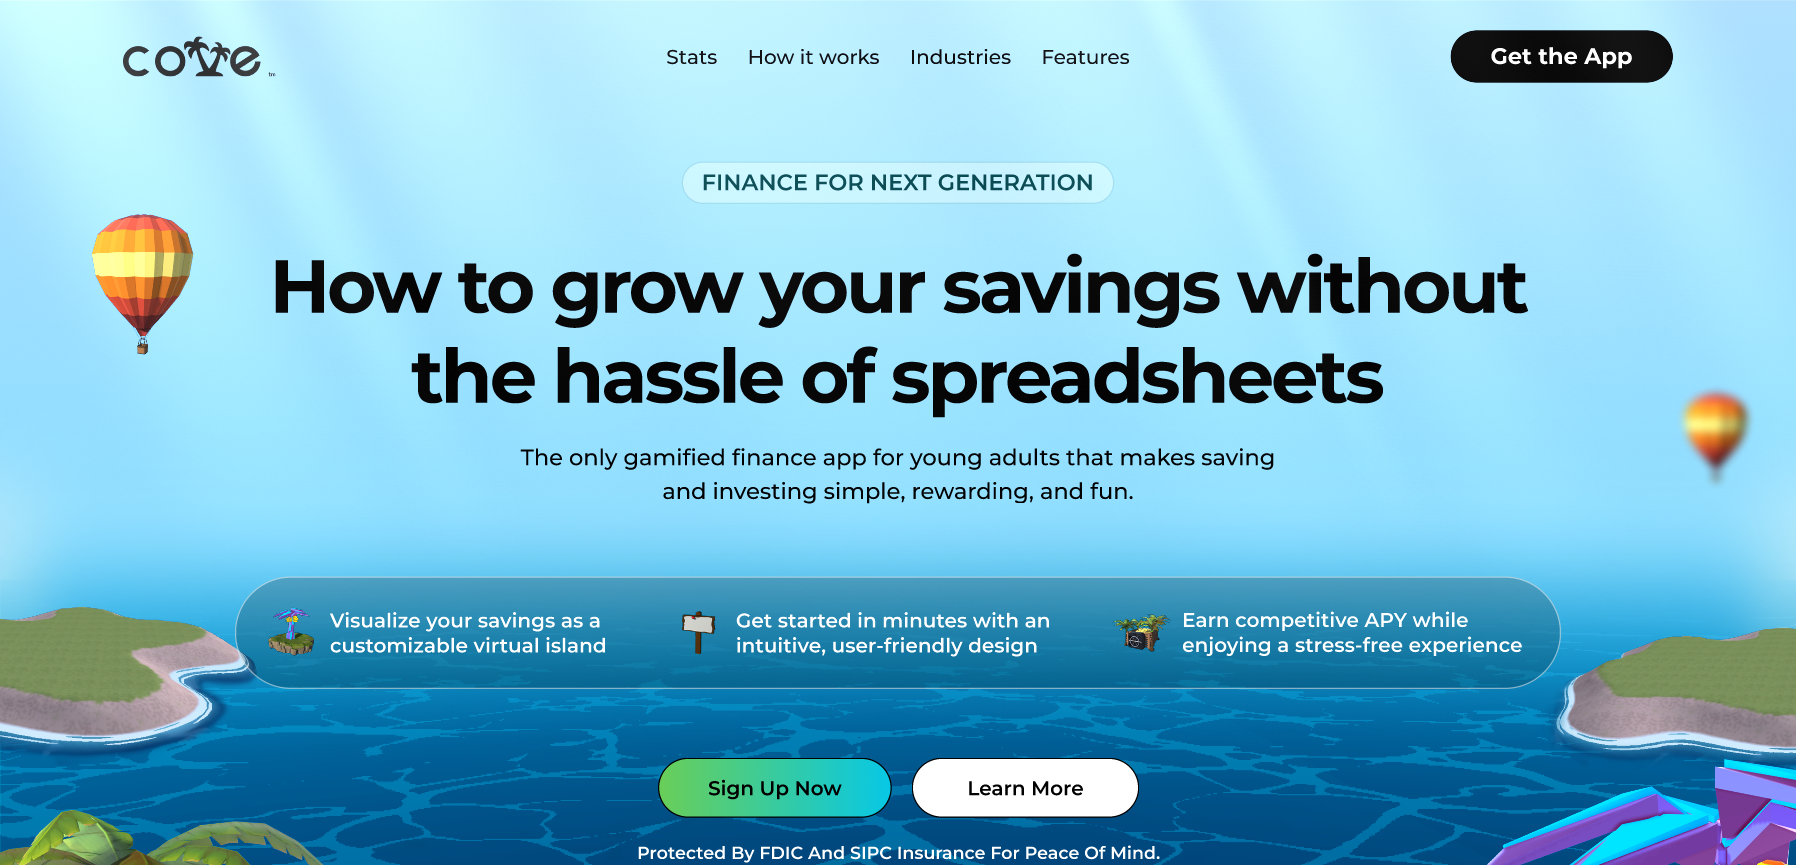 cove
tm
Stats How it works Industries Features
Get the App
FINANCE FOR NEXT GENERATION
How to grow your savings without
the hassle of spreadsheets
The only gamified finance app for young adults that makes saving
and investing simple, rewarding, and fun.
Visualize your savings as a
customizable virtual island
Get started in minutes with an
intuitive, user-friendly design
Earn competitive APY while
enjoying a stress-free experience
Sign Up Now
Learn More
Protected By FDIC And SIPC Insurance For Peace Of Mind.